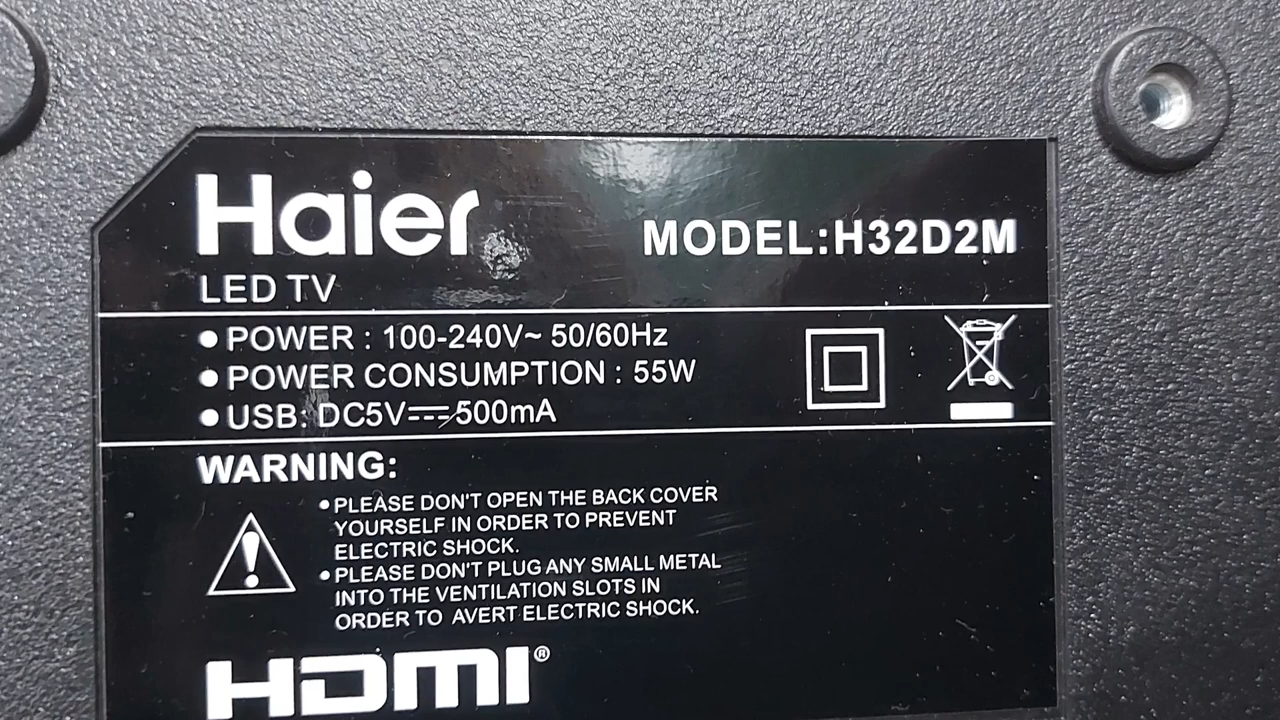 Haier
MODEL:H32D2M
LED TV
● POWER : 100-240V~ 50/60Hz
● POWER CONSUMPTION : 55W
● USB: DC5V⎓500mA
WARNING:
● PLEASE DON'T OPEN THE BACK COVER
YOURSELF IN ORDER TO PREVENT
ELECTRIC SHOCK.
● PLEASE DON'T PLUG ANY SMALL METAL
INTO THE VENTILATION SLOTS IN
ORDER TO AVERT ELECTRIC SHOCK.
HDMI®